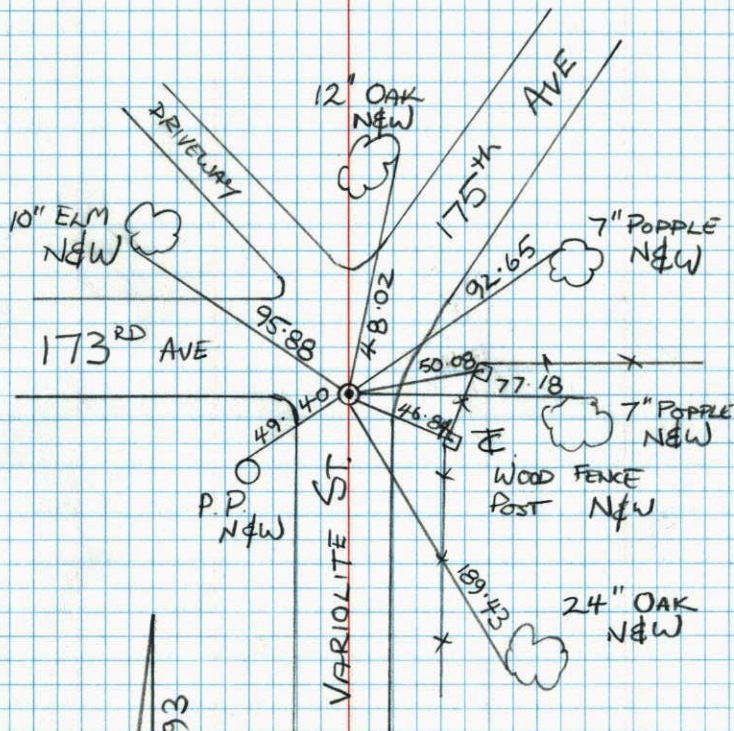 12" OAK
N&W
AVE
175th
DRIVEWAY
10" ELM
N&W
7" POPPLE
N&W
92.65
48.02
95.88
173RD AVE
50.08
77.18
49.40
46.84
7" POPPLE
N&W
WOOD FENCE
POST N&W
P.P.
N&W
VARIOLITE ST.
189.43
24" OAK
N&W
93